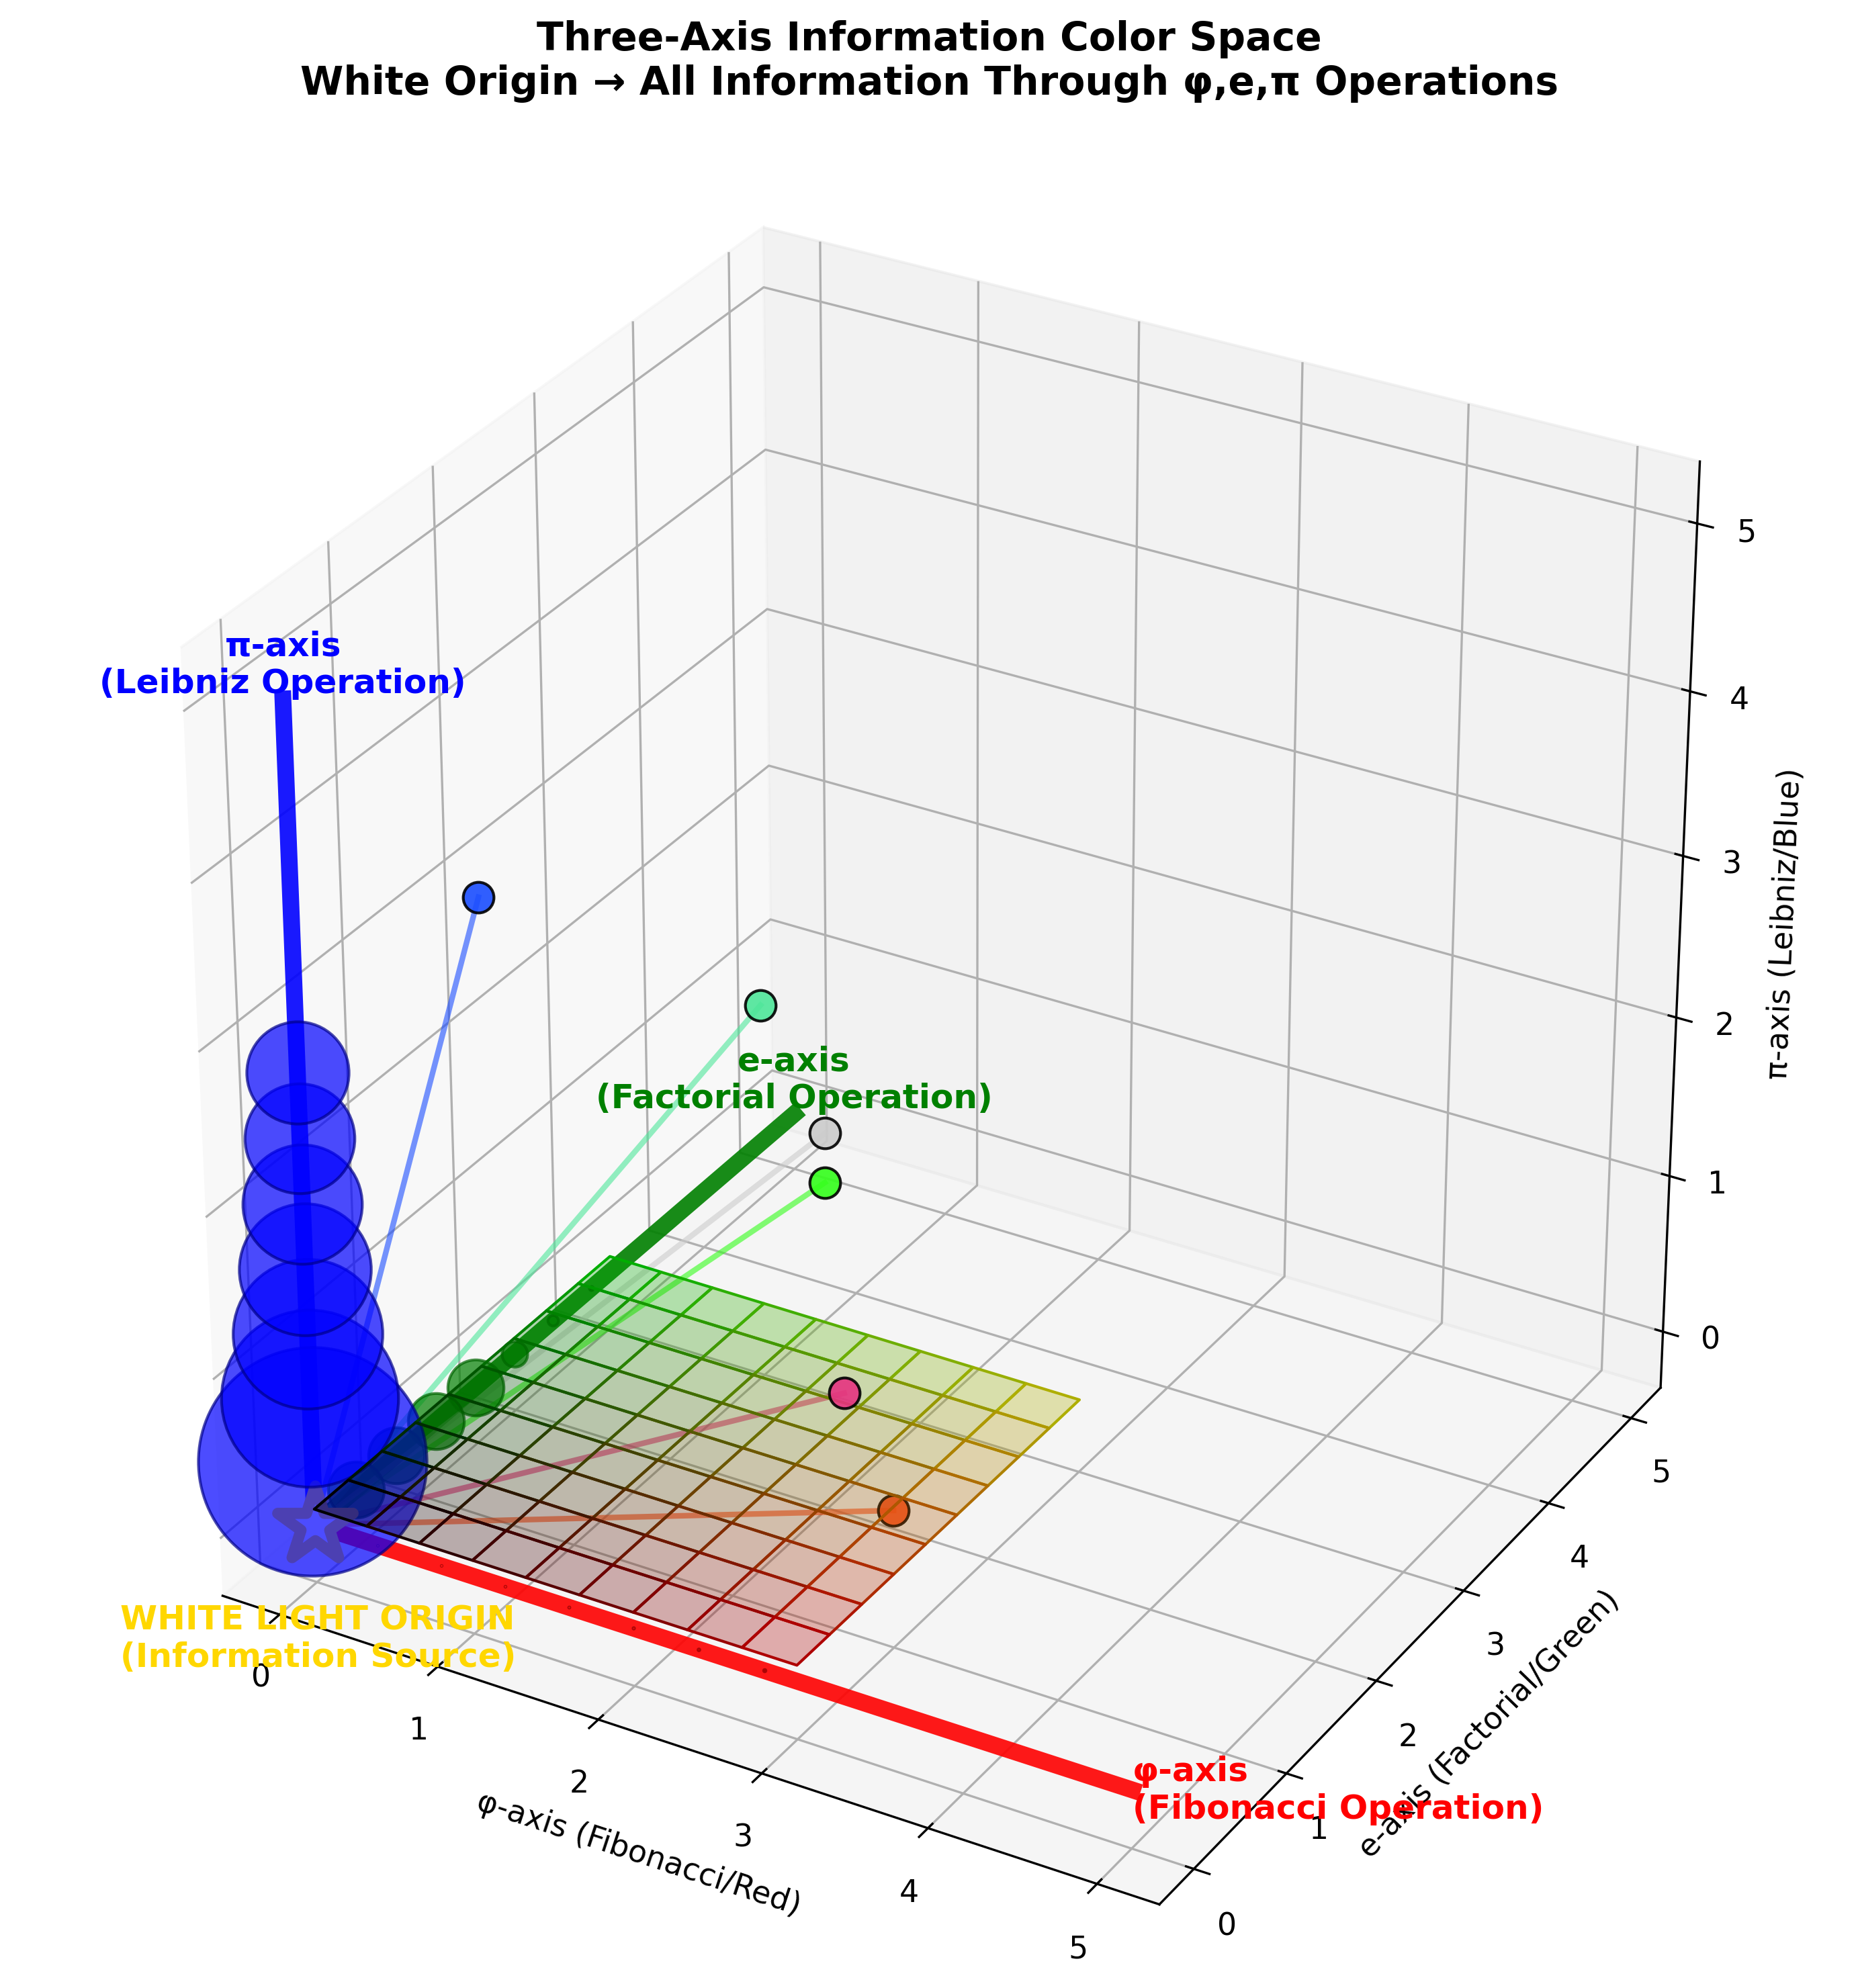 Three-Axis Information Color Space
White Origin → All Information Through φ,e,π Operations
π-axis
(Leibniz Operation)
e-axis
(Factorial Operation)
WHITE LIGHT ORIGIN
(Information Source)
φ-axis
(Fibonacci Operation)
φ-axis (Fibonacci/Red)
0
1
2
3
4
5
e-axis (Factorial/Green)
0
1
2
3
4
5
π-axis (Leibniz/Blue)
0
1
2
3
4
5